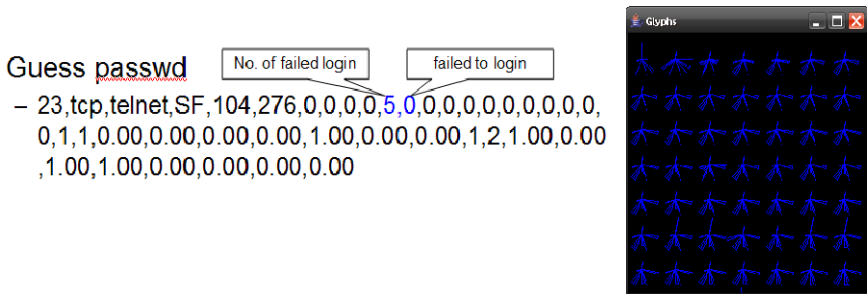 Guess passwd
No. of failed login
failed to login
– 23,tcp,telnet,SF,104,276,0,0,0,0,5,0,0,0,0,0,0,0,0,0,0,
0,1,1,0.00,0.00,0.00,0.00,1.00,0.00,0.00,1,2,1.00,0.00
,1.00,1.00,0.00,0.00,0.00,0.00
Glyphs